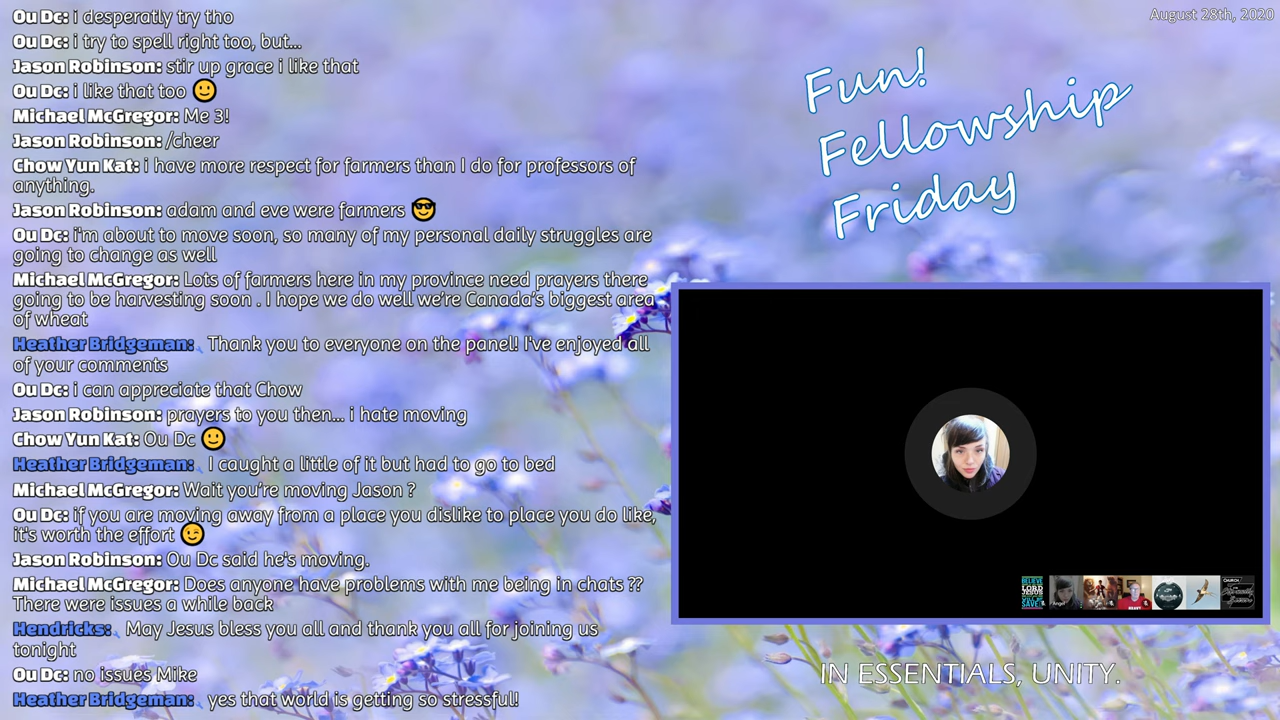 Ou Dc: i desperatly try tho
Ou Dc: i try to spell right too, but...
Jason Robinson: stir up grace i like that
Ou Dc: i like that too 🙂
Michael McGregor: Me 3!
Jason Robinson: /cheer
Chow Yun Kat: i have more respect for farmers than I do for professors of
anything.
Jason Robinson: adam and eve were farmers 😎
Ou Dc: i'm about to move soon, so many of my personal daily struggles are
going to change as well
Michael McGregor: Lots of farmers here in my province need prayers there
going to be harvesting soon . I hope we do well we're Canada's biggest area
of wheat
Heather Bridgeman: Thank you to everyone on the panel! I've enjoyed all
of your comments
Ou Dc: i can appreciate that Chow
Jason Robinson: prayers to you then... i hate moving
Chow Yun Kat: Ou Dc 🙂
Heather Bridgeman: I caught a little of it but had to go to bed
Michael McGregor: Wait you're moving Jason ?
Ou Dc: if you are moving away from a place you dislike to place you do like,
it's worth the effort 😉
Jason Robinson: Ou Dc said he's moving.
Michael McGregor: Does anyone have problems with me being in chats ??
There were issues a while back
Hendricks: May Jesus bless you all and thank you all for joining us
tonight
Ou Dc: no issues Mike
Heather Bridgeman: yes that world is getting so stressful!
August 28th, 2020
Fun!
Fellowship
Friday
BELIEVE
LORD
JESUS
SAVE
Angel
CHURCH
IN ESSENTIALS, UNITY.